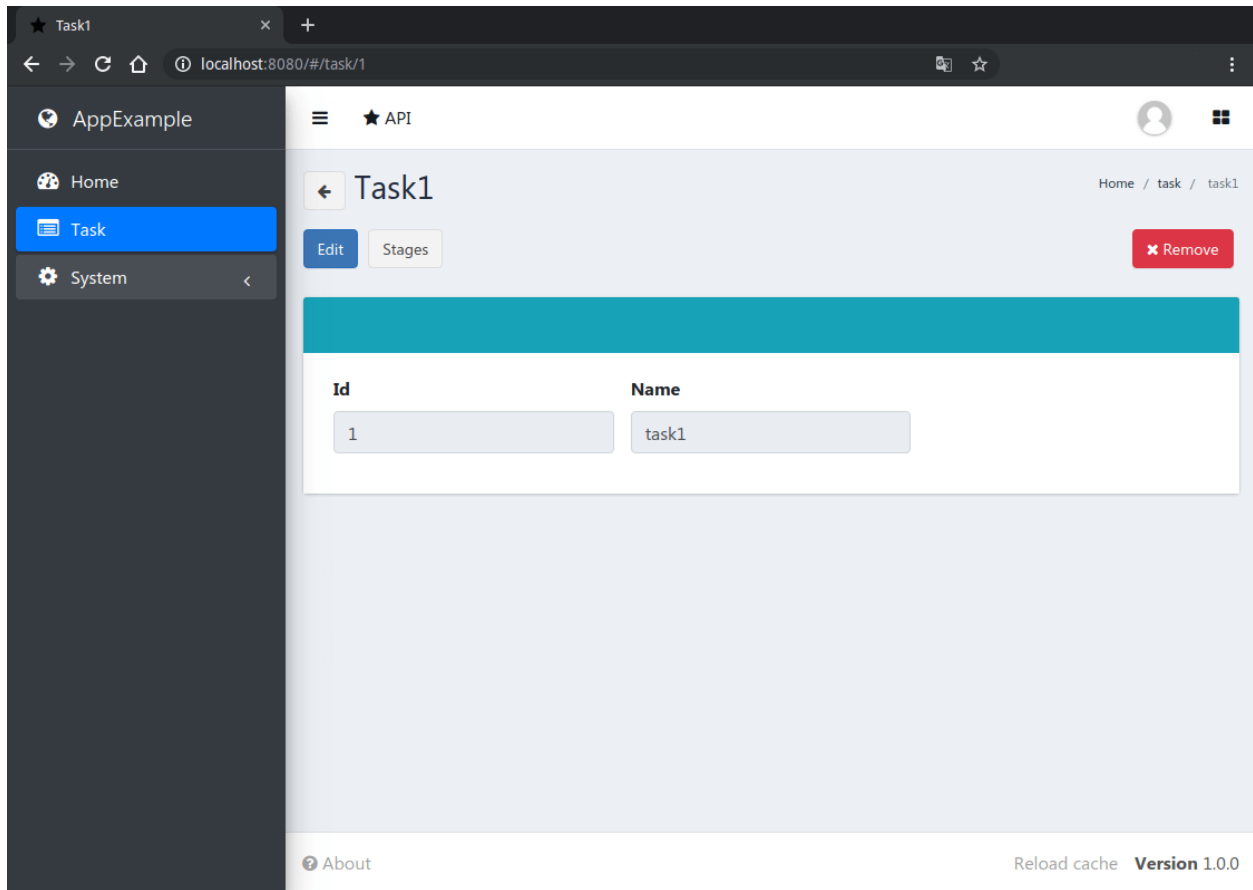 Task1
localhost:8080/#/task/1
AppExample
API
Home
Task
System
Task1
Home / task / task1
Edit
Stages
Remove
Id
Name
1
task1
About
Reload cache Version 1.0.0